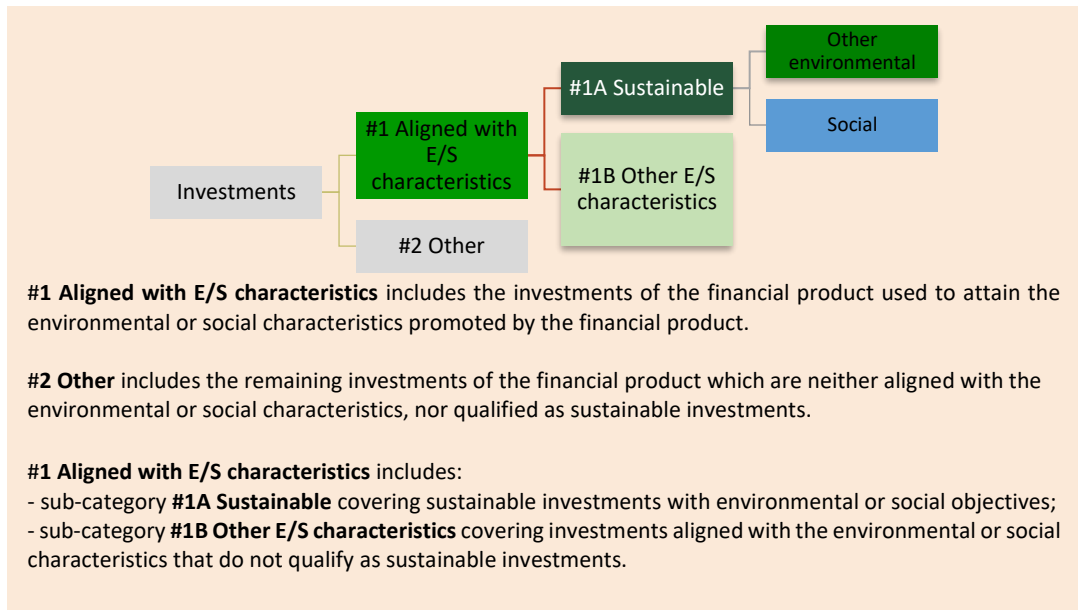 Other
environmental
#1A Sustainable
Social
#1 Aligned with
E/S
characteristics
#1B Other E/S
characteristics
Investments
#2 Other
#1 Aligned with E/S characteristics includes the investments of the financial product used to attain the
environmental or social characteristics promoted by the financial product.
#2 Other includes the remaining investments of the financial product which are neither aligned with the
environmental or social characteristics, nor qualified as sustainable investments.
#1 Aligned with E/S characteristics includes:
- sub-category #1A Sustainable covering sustainable investments with environmental or social objectives;
- sub-category #1B Other E/S characteristics covering investments aligned with the environmental or social
characteristics that do not qualify as sustainable investments.